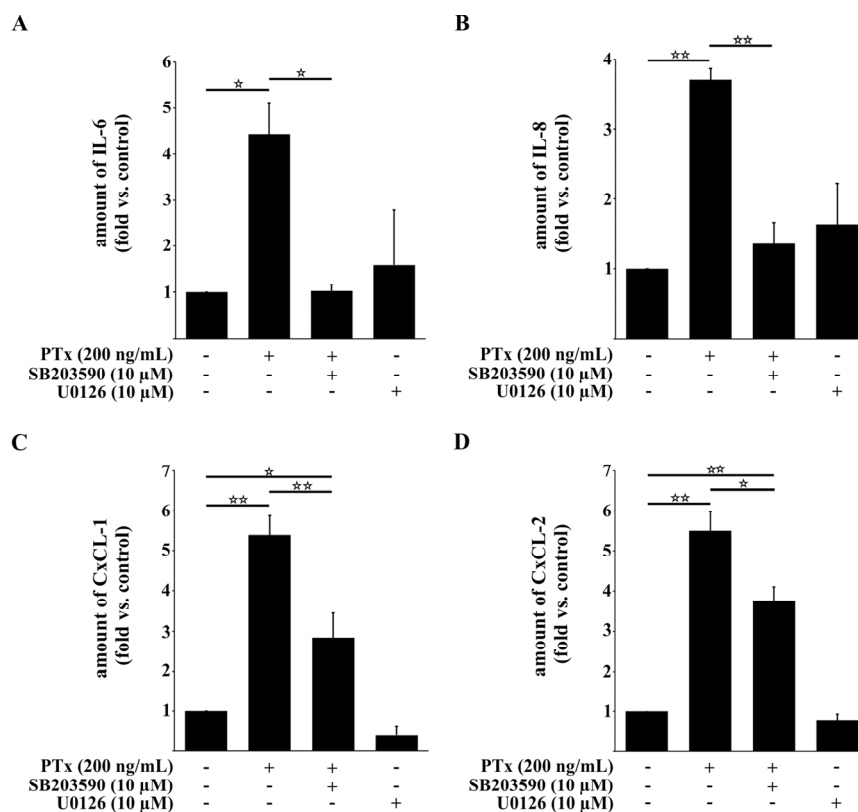 A
amount of IL-6
(fold vs. control)
6
5
4
3
2
1
☆ ☆
PTx (200 ng/mL) - + + -
SB203590 (10 µM) - - + -
U0126 (10 µM) - - - +
B
amount of IL-8
(fold vs. control)
4
3
2
1
☆☆ ☆☆
PTx (200 ng/mL) - + + -
SB203590 (10 µM) - - + -
U0126 (10 µM) - - - +
C
amount of CxCL-1
(fold vs. control)
7
6
5
4
3
2
1
☆
☆☆ ☆☆
PTx (200 ng/mL) - + + -
SB203590 (10 µM) - - + -
U0126 (10 µM) - - - +
D
amount of CxCL-2
(fold vs. control)
7
6
5
4
3
2
1
☆☆
☆☆ ☆
PTx (200 ng/mL) - + + -
SB203590 (10 µM) - - + -
U0126 (10 µM) - - - +